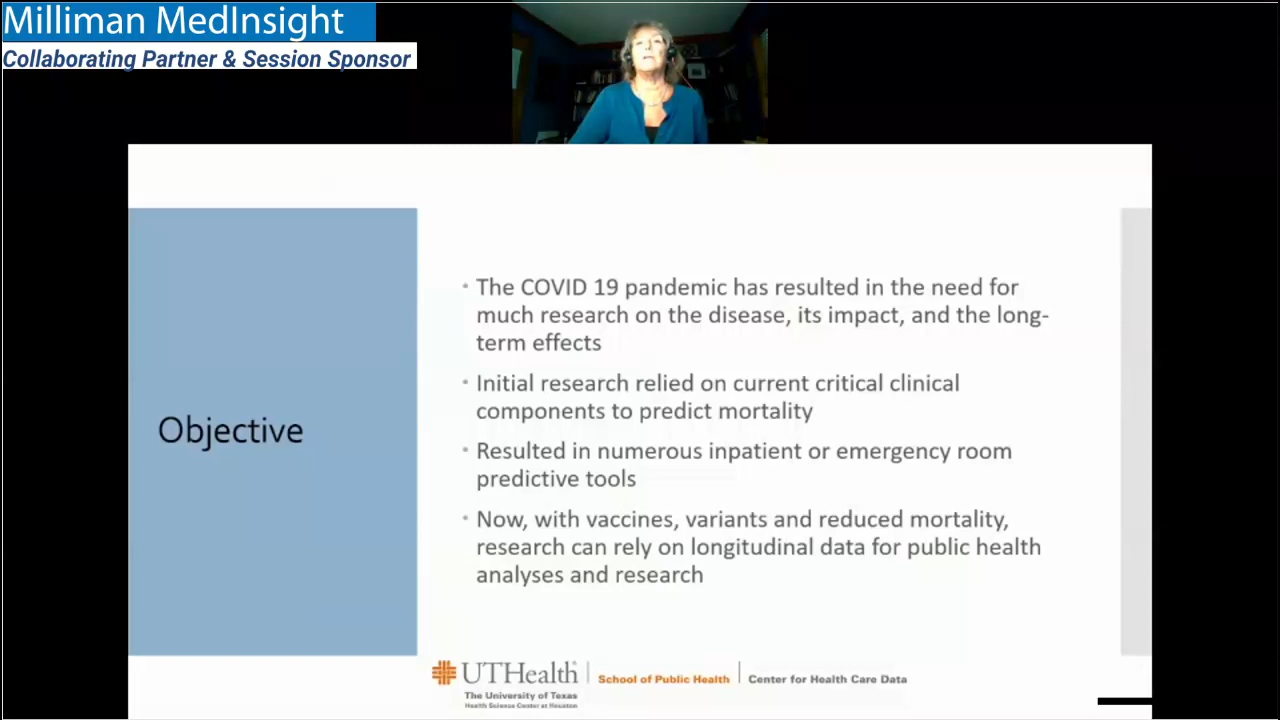 Milliman MedInsight
Collaborating Partner & Session Sponsor
Objective
• The COVID 19 pandemic has resulted in the need for
much research on the disease, its impact, and the long-
term effects
• Initial research relied on current critical clinical
components to predict mortality
• Resulted in numerous inpatient or emergency room
predictive tools
• Now, with vaccines, variants and reduced mortality,
research can rely on longitudinal data for public health
analyses and research
UTHealth | School of Public Health | Center for Health Care Data
The University of Texas
Health Science Center at Houston